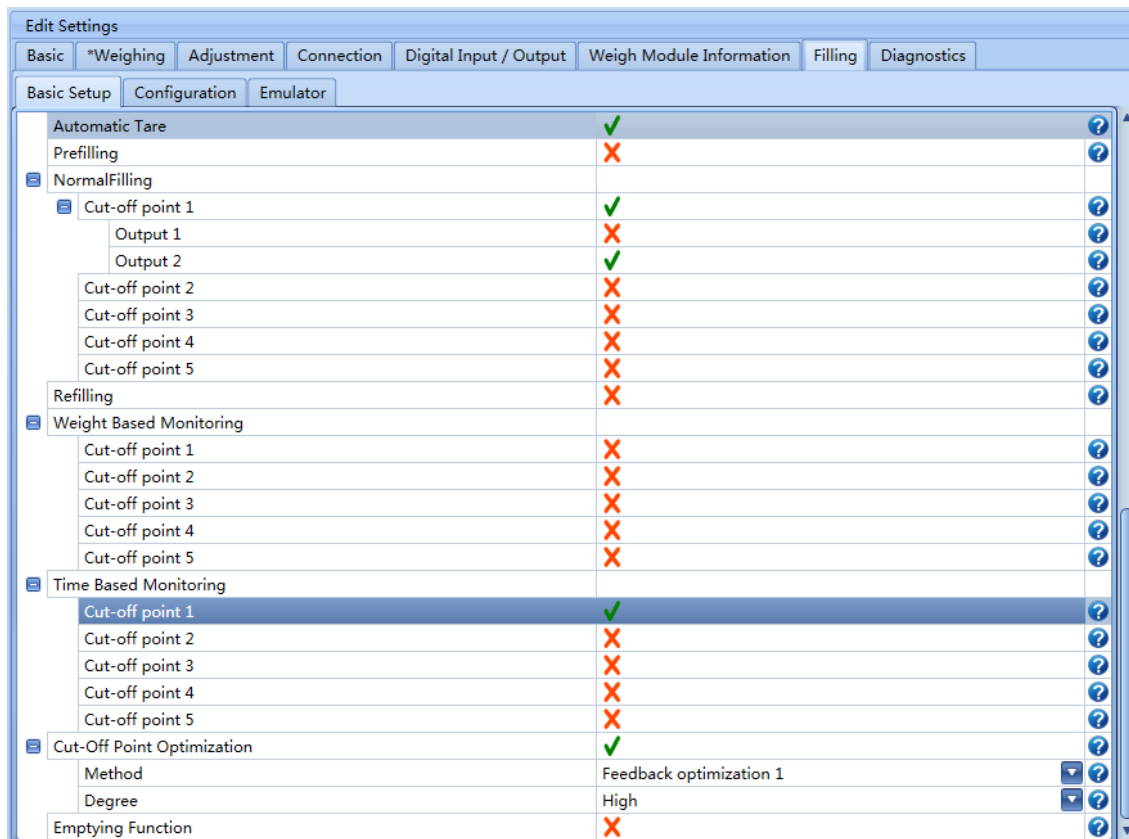 Edit Settings
Basic *Weighing Adjustment Connection Digital Input / Output Weigh Module Information Filling Diagnostics
Basic Setup Configuration Emulator
Automatic Tare
Prefilling
NormalFilling
Cut-off point 1
Output 1
Output 2
Cut-off point 2
Cut-off point 3
Cut-off point 4
Cut-off point 5
Refilling
Weight Based Monitoring
Cut-off point 1
Cut-off point 2
Cut-off point 3
Cut-off point 4
Cut-off point 5
Time Based Monitoring
Cut-off point 1
Cut-off point 2
Cut-off point 3
Cut-off point 4
Cut-off point 5
Cut-Off Point Optimization
Method Feedback optimization 1
Degree High
Emptying Function